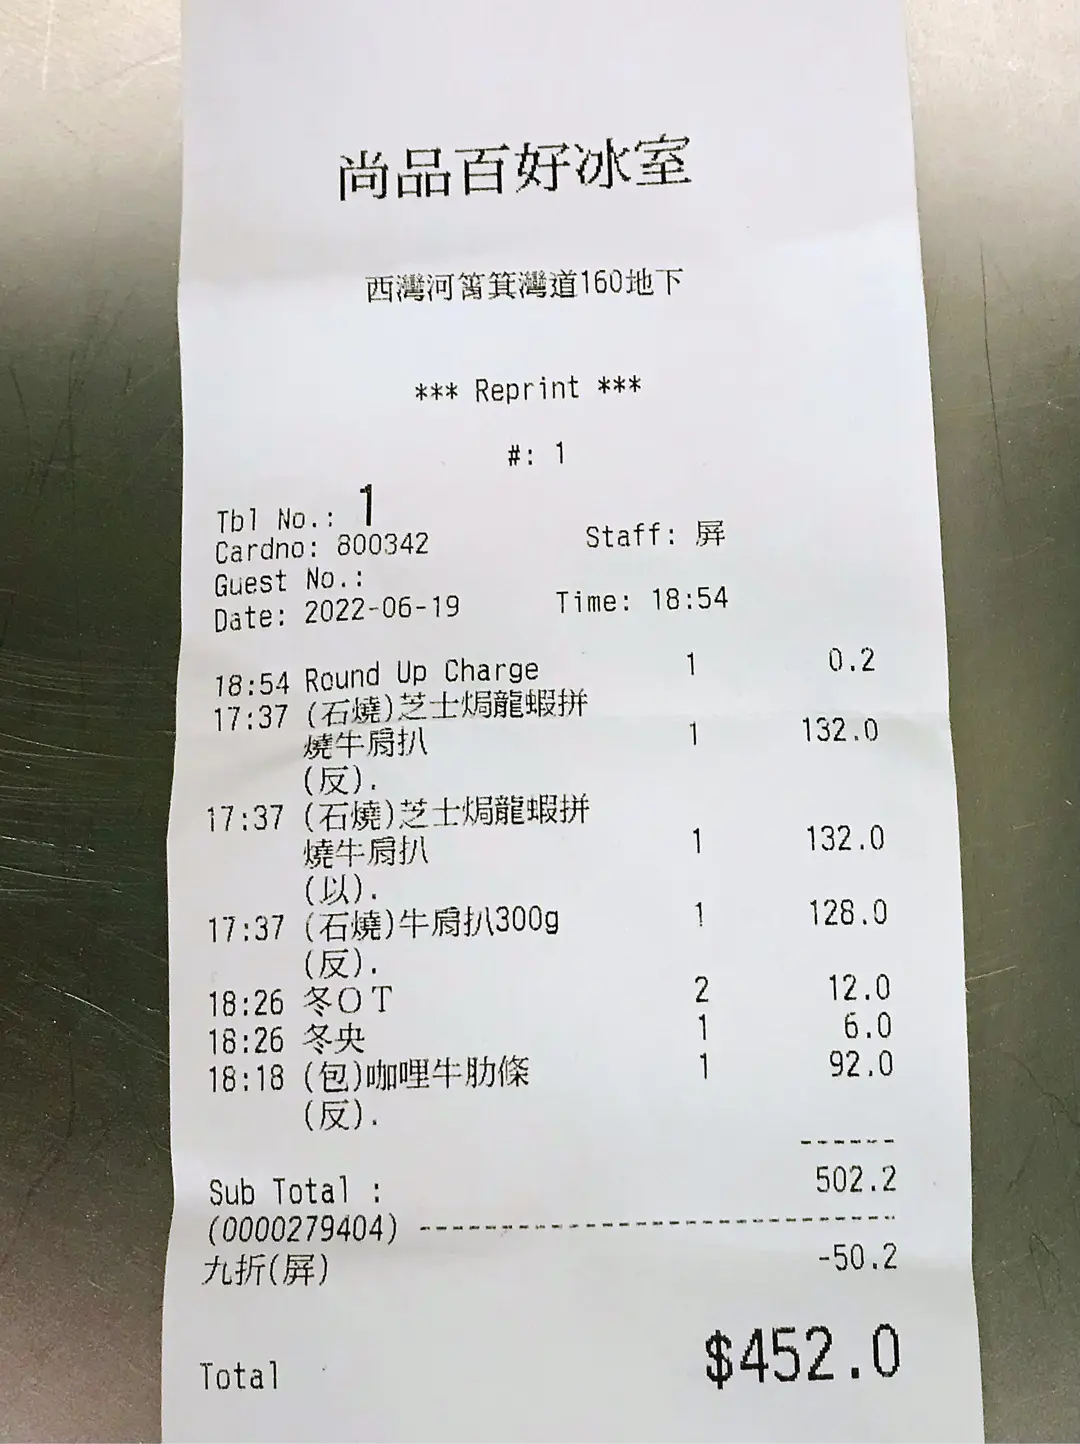 尚品百好冰室
西灣河筲箕灣道160地下
*** Reprint ***
#: 1
Tbl No.: 1
Cardno: 800342 Staff: 屏
Guest No.:
Date: 2022-06-19 Time: 18:54
18:54 Round Up Charge 1 0.2
17:37 (石燒)芝士焗龍蝦拼
燒牛肩扒 1 132.0
(反).
17:37 (石燒)芝士焗龍蝦拼
燒牛肩扒 1 132.0
(以).
17:37 (石燒)牛肩扒300g 1 128.0
(反).
18:26 冬OT 2 12.0
18:26 冬央 1 6.0
18:18 (包)咖哩牛肋條 1 92.0
(反).
------
Sub Total : 502.2
(0000279404) ------------------------------
九折(屏) -50.2
Total $452.0